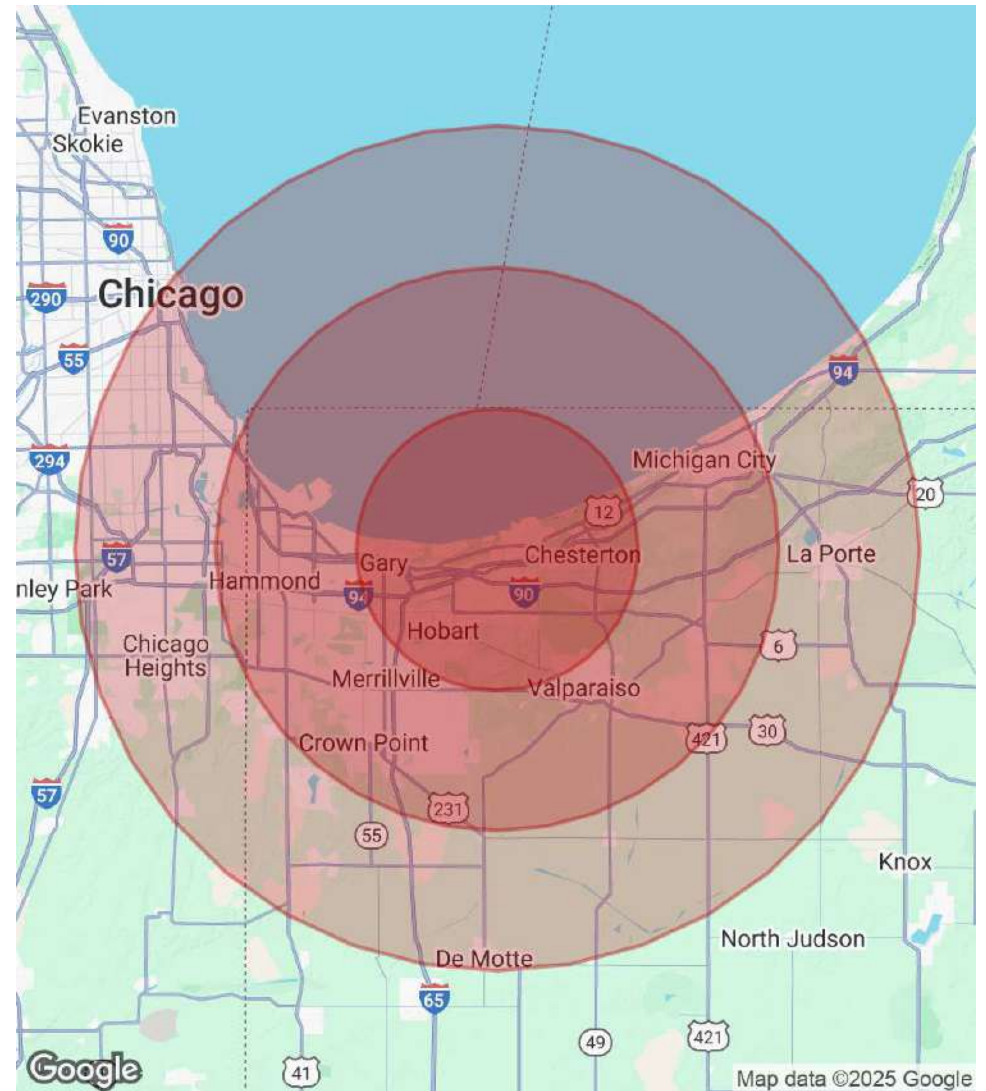 Evanston
Skokie
90
290
Chicago
55
94
294
Michigan City
20
12
57
Gary
Chesterton
La Porte
nley Park
Hammond
94
90
Hobart
6
Chicago
Heights
Merrillville
Valparaiso
Crown Point
421
30
57
231
55
Knox
North Judson
De Motte
65
49
421
41
Google
Map data ©2025 Google